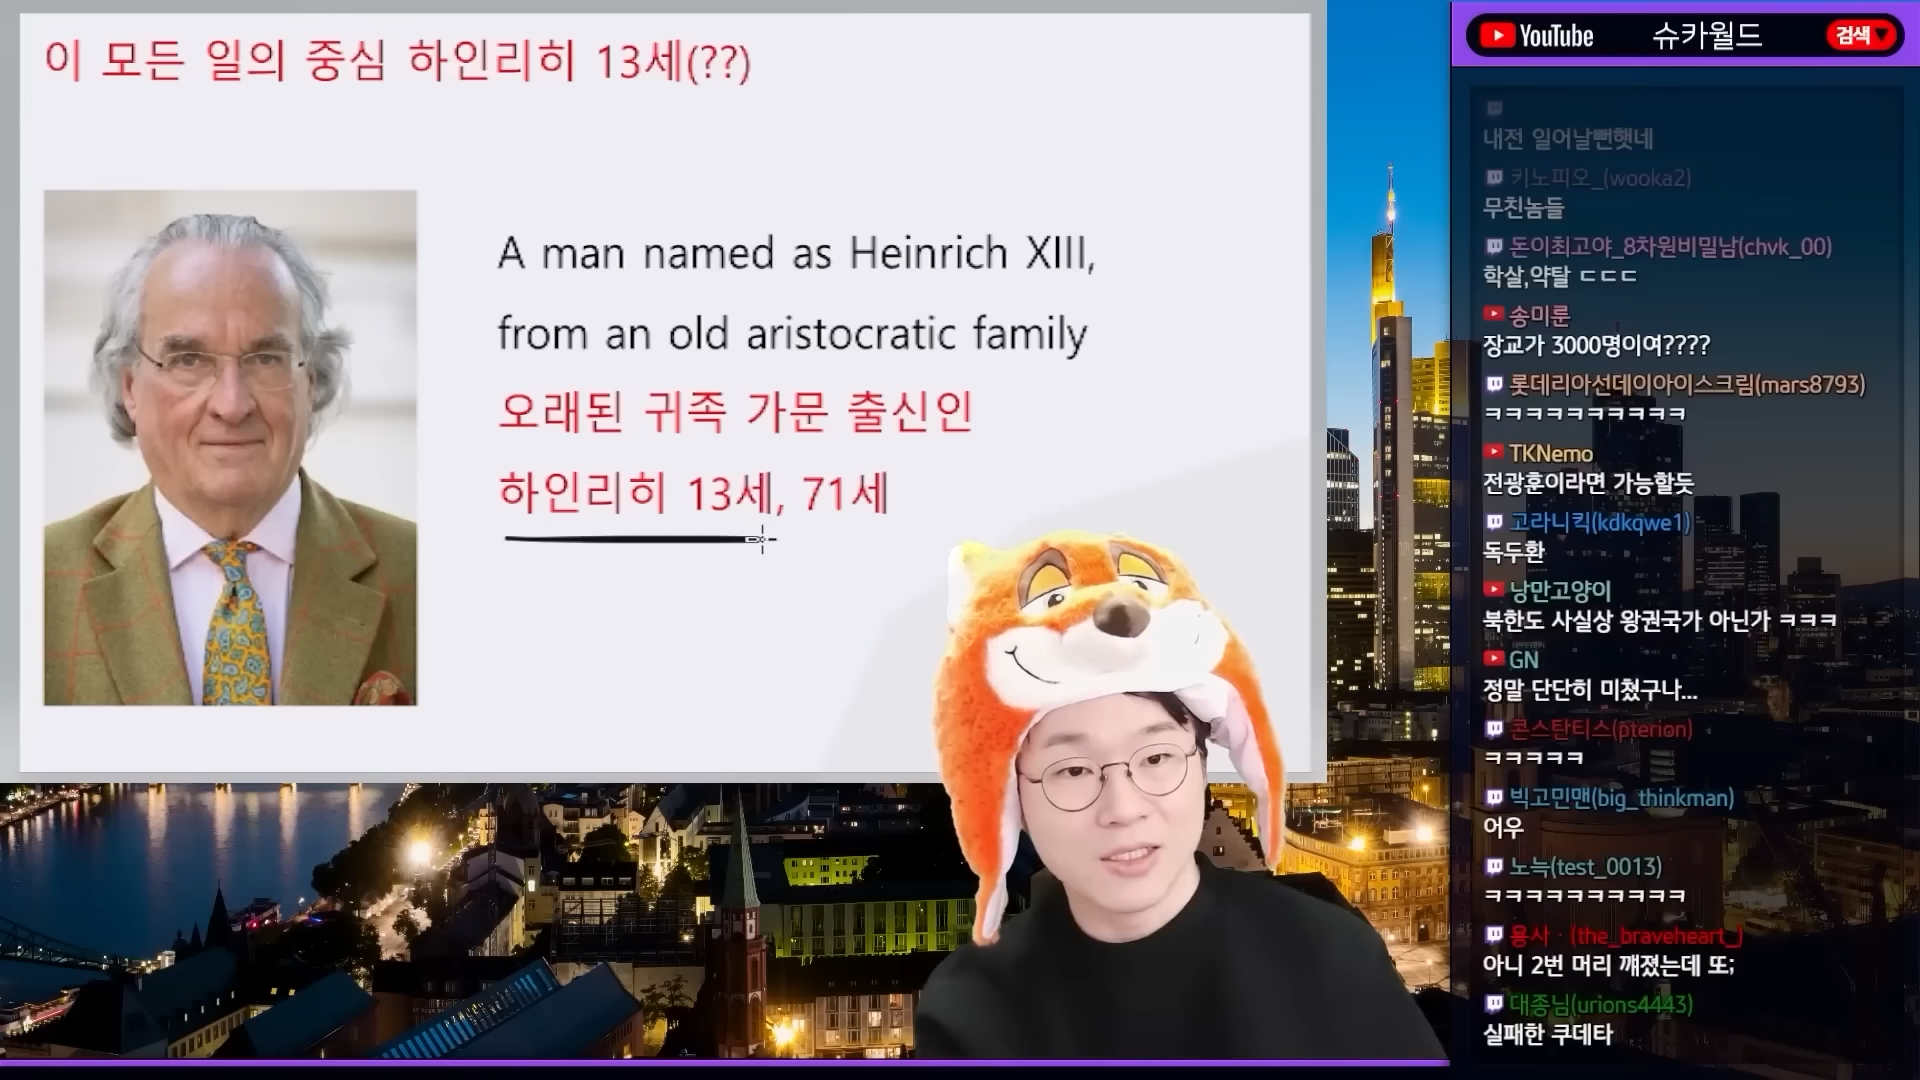 이 모든 일의 중심 하인리히 13세(??)
A man named as Heinrich XIII,
from an old aristocratic family
오래된 귀족 가문 출신인
하인리히 13세, 71세
YouTube 슈카월드 검색
내전 일어날뻔햇네
키노피오_(wooka2)
무친놈들
돈이최고야_8차원비밀남(chvk_00)
학살,약탈 ㄷㄷㄷ
송미룬
장교가 3000명이여????
롯데리아선데이아이스크림(mars8793)
ㅋㅋㅋㅋㅋㅋㅋㅋㅋㅋ
TKNemo
전광훈이라면 가능할듯
고라니킥(kdkqwe1)
독두환
낭만고양이
북한도 사실상 왕권국가 아닌가 ㅋㅋㅋ
GN
정말 단단히 미쳤구나...
콘스탄티스(pterion)
ㅋㅋㅋㅋㅋ
빅고민맨(big_thinkman)
어우
노늑(test_0013)
ㅋㅋㅋㅋㅋㅋㅋㅋㅋㅋ
용사ㆍ(the_braveheart_)
아니 2번 머리 깨졌는데 또;
대종님(urions4443)
실패한 쿠데타